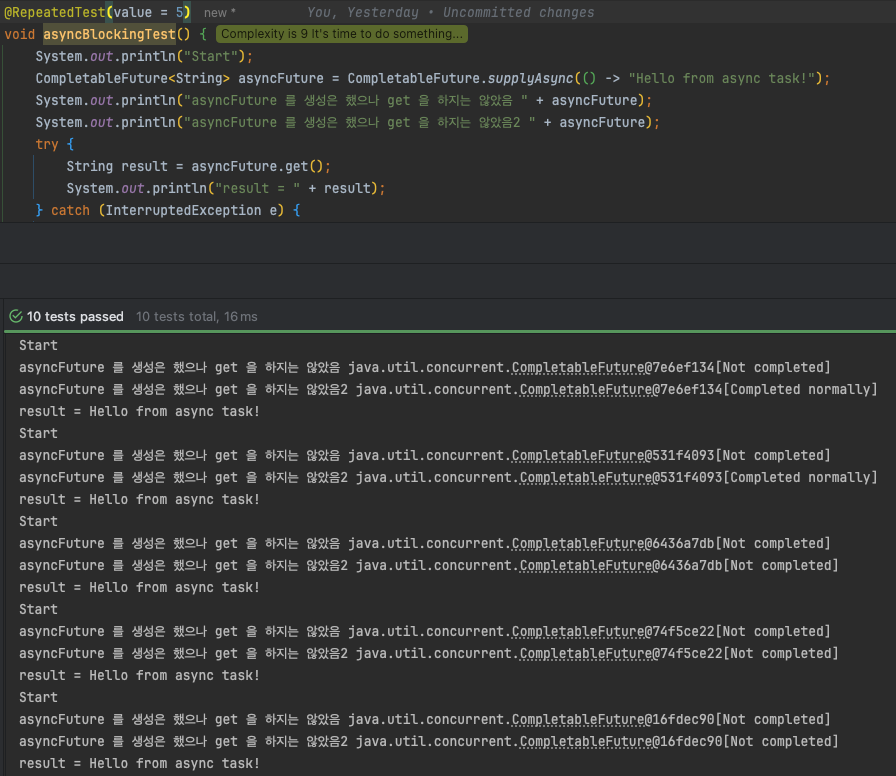 @RepeatedTest(value = 5) new * You, Yesterday • Uncommitted changes
void asyncBlockingTest() { Complexity is 9 It's time to do something...
System.out.println("Start");
CompletableFuture<String> asyncFuture = CompletableFuture.supplyAsync(() -> "Hello from async task!");
System.out.println("asyncFuture 를 생성은 했으나 get 을 하지는 않았음 " + asyncFuture);
System.out.println("asyncFuture 를 생성은 했으나 get 을 하지는 않았음2 " + asyncFuture);
try {
String result = asyncFuture.get();
System.out.println("result = " + result);
} catch (InterruptedException e) {
10 tests passed 10 tests total, 16 ms
Start
asyncFuture 를 생성은 했으나 get 을 하지는 않았음 java.util.concurrent.CompletableFuture@7e6ef134[Not completed]
asyncFuture 를 생성은 했으나 get 을 하지는 않았음2 java.util.concurrent.CompletableFuture@7e6ef134[Completed normally]
result = Hello from async task!
Start
asyncFuture 를 생성은 했으나 get 을 하지는 않았음 java.util.concurrent.CompletableFuture@531f4093[Not completed]
asyncFuture 를 생성은 했으나 get 을 하지는 않았음2 java.util.concurrent.CompletableFuture@531f4093[Completed normally]
result = Hello from async task!
Start
asyncFuture 를 생성은 했으나 get 을 하지는 않았음 java.util.concurrent.CompletableFuture@6436a7db[Not completed]
asyncFuture 를 생성은 했으나 get 을 하지는 않았음2 java.util.concurrent.CompletableFuture@6436a7db[Not completed]
result = Hello from async task!
Start
asyncFuture 를 생성은 했으나 get 을 하지는 않았음 java.util.concurrent.CompletableFuture@74f5ce22[Not completed]
asyncFuture 를 생성은 했으나 get 을 하지는 않았음2 java.util.concurrent.CompletableFuture@74f5ce22[Not completed]
result = Hello from async task!
Start
asyncFuture 를 생성은 했으나 get 을 하지는 않았음 java.util.concurrent.CompletableFuture@16fdec90[Not completed]
asyncFuture 를 생성은 했으나 get 을 하지는 않았음2 java.util.concurrent.CompletableFuture@16fdec90[Not completed]
result = Hello from async task!